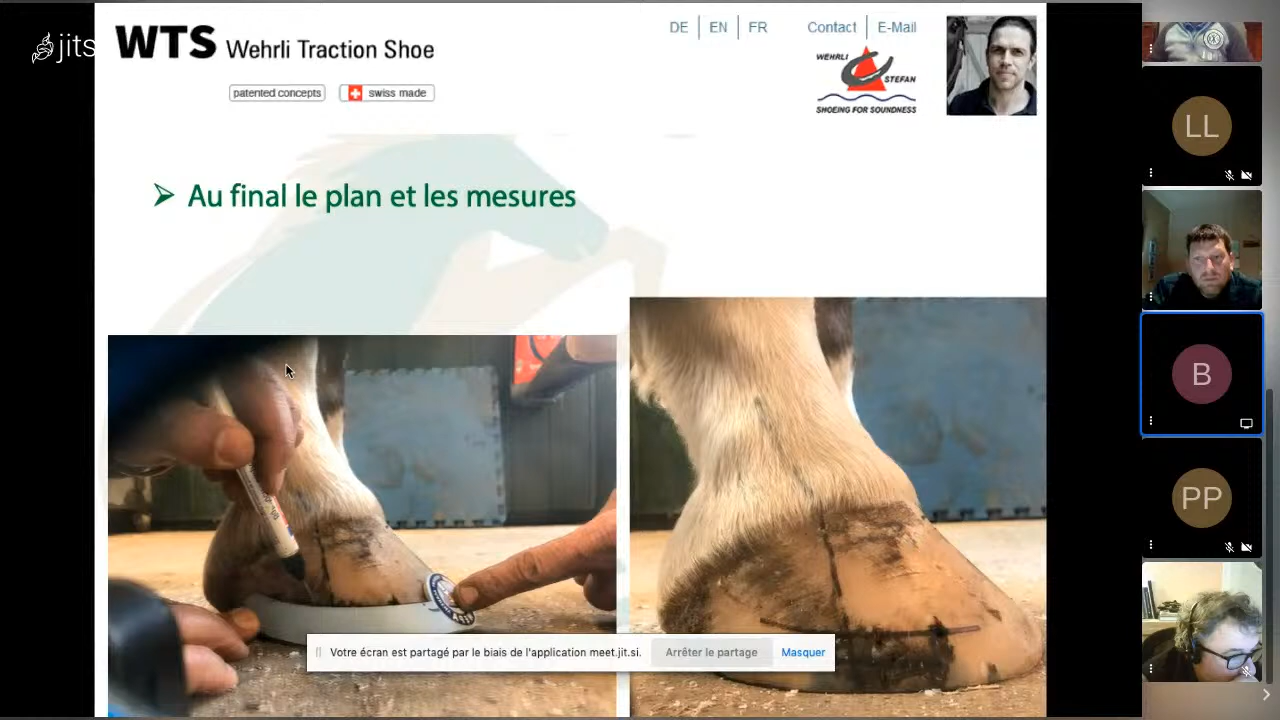 jits
WTS Wehrli Traction Shoe
patented concepts
swiss made
DE EN FR
Contact E-Mail
WEHRLI
STEFAN
SHOEING FOR SOUNDNESS
Au final le plan et les mesures
Votre écran est partagé par le biais de l'application meet.jit.si.
Arrêter le partage
Masquer
LL
B
PP